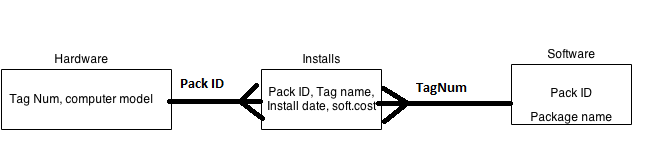 Hardware
Installs
Software
Pack ID
TagNum
Tag Num, computer model
Pack ID, Tag name,
Install date, soft.cost
Pack ID
Package name